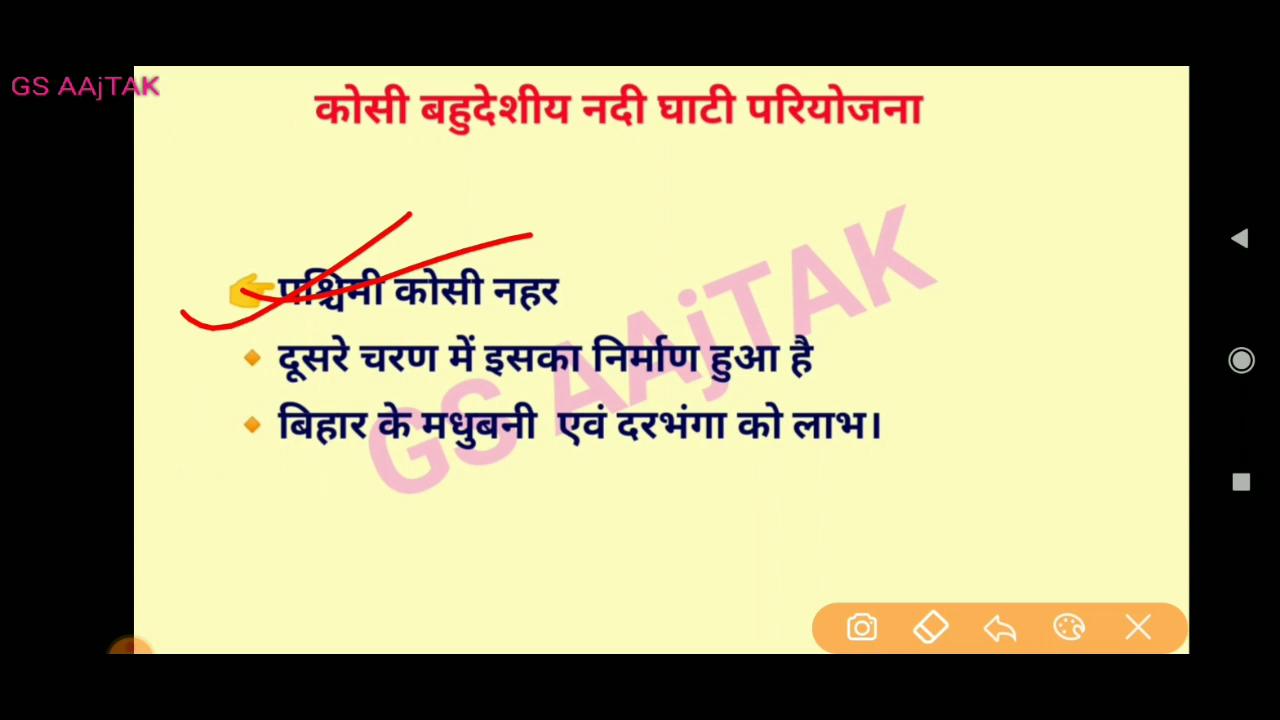 GS AAjTAK
कोसी बहुदेशीय नदी घाटी परियोजना
👉पश्चिमी कोसी नहर
🔸 दूसरे चरण में इसका निर्माण हुआ है
🔸 बिहार के मधुबनी एवं दरभंगा को लाभ।
GS AAjTAK